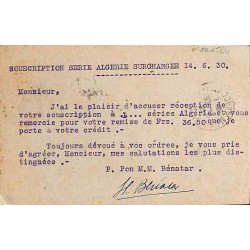 SOUSCRIPTION SERIE ALGERIE SURCHARGEE 14. 6. 30.
Monsieur,
J'ai le plaisir d'accuser réception de
votre souscription à 1... séries Algérie et vous
remercie pour votre remise de Frs. 36.50 que je
porte à votre crédit .-
Toujours dévoué à vos ordres, je vous prie
d'agréer, Monsieur, mes salutations les plus dis-
tinguées .-
P. Pon M.M. Bénatar.